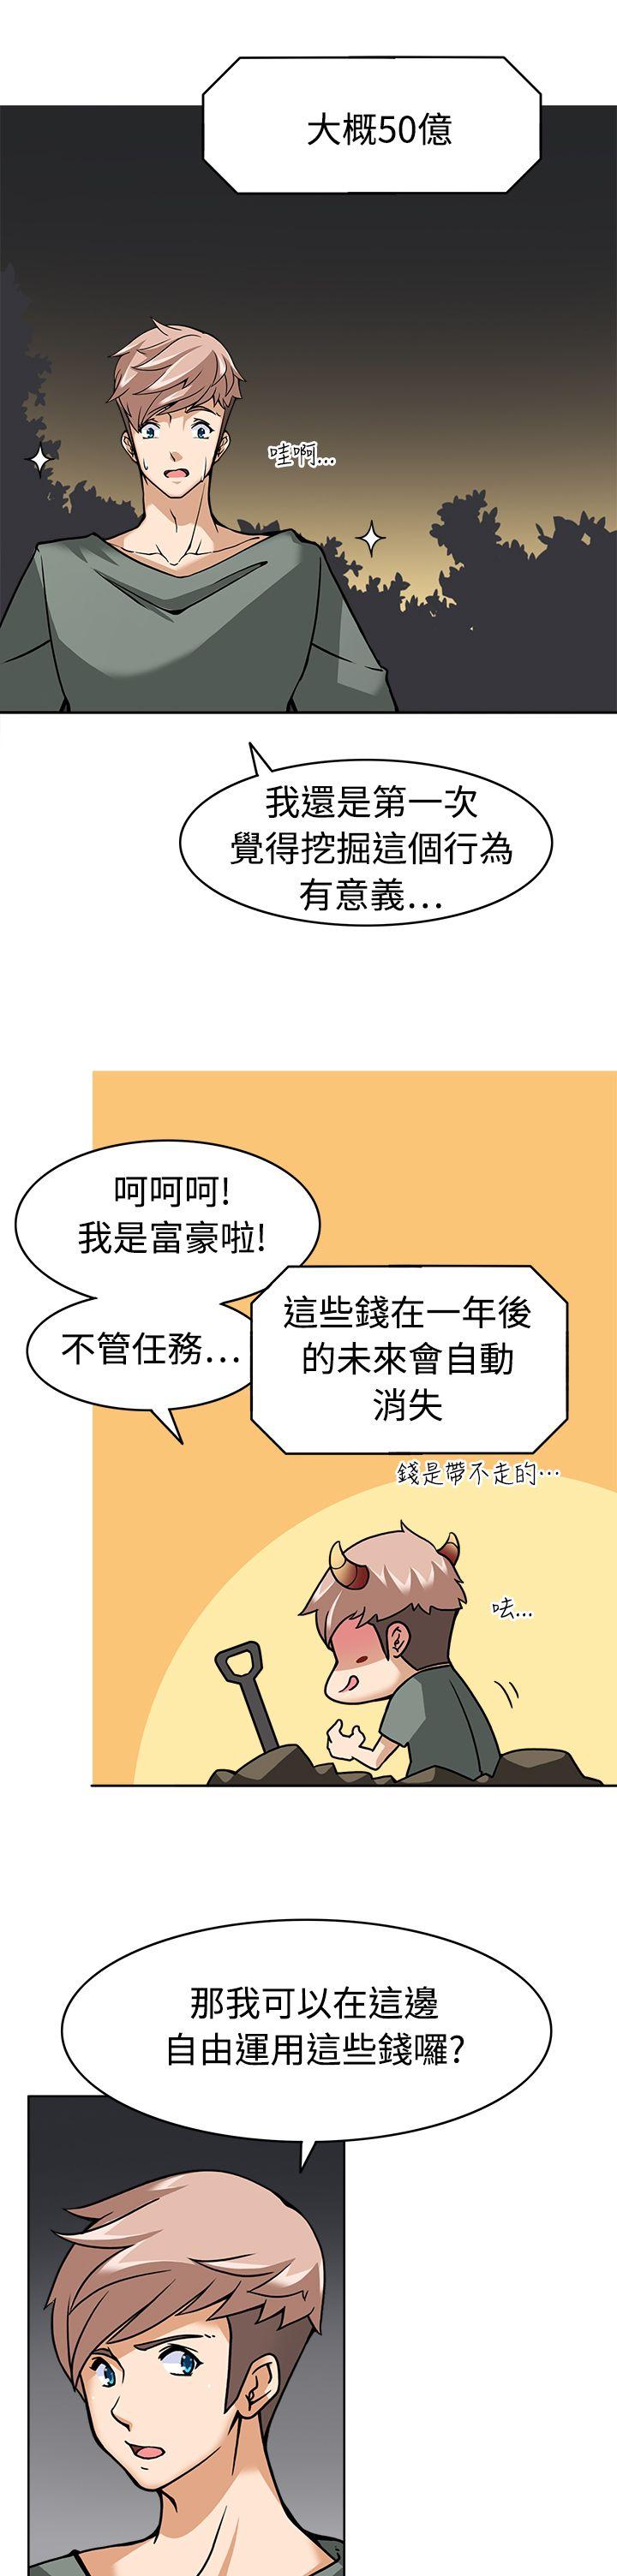 大概50億
哇啊...
我還是第一次
覺得挖掘這個行為
有意義...
呵呵呵!
我是富豪啦!
不管任務...
這些錢在一年後
的未來會自動
消失
錢是帶不走的…
呿...
那我可以在這邊
自由運用這些錢囉?